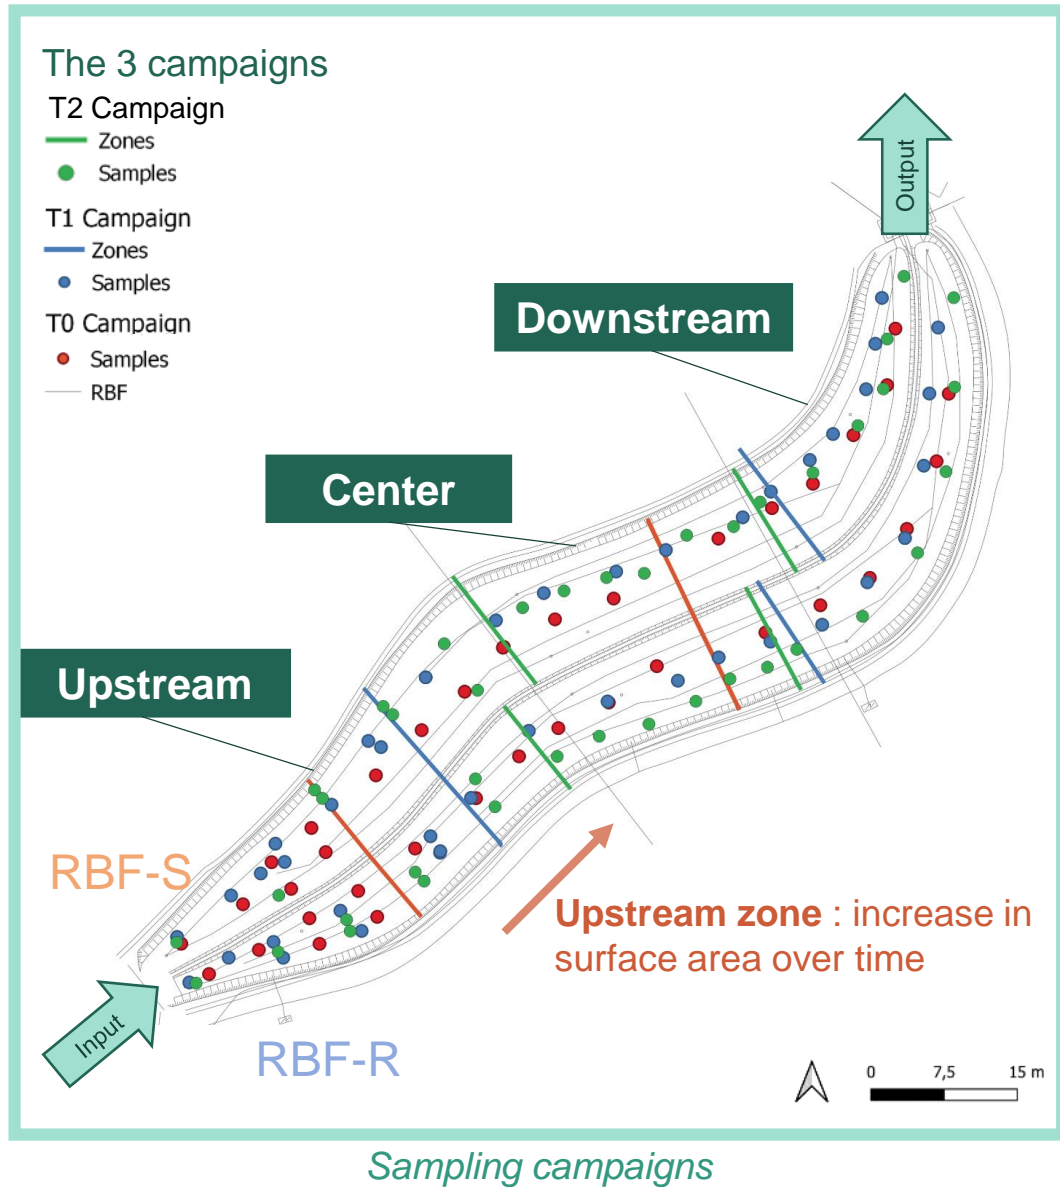 The 3 campaigns
T2 Campaign
Zones
Samples
T1 Campaign
Zones
Samples
T0 Campaign
Samples
RBF
Output
Downstream
Center
Upstream
RBF-S
Upstream zone : increase in
surface area over time
Input
RBF-R
0 7,5 15 m
Sampling campaigns